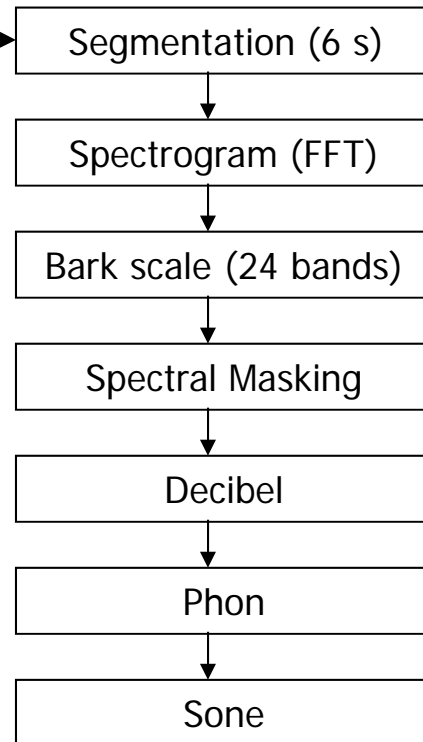 Segmentation (6 s)
Spectrogram (FFT)
Bark scale (24 bands)
Spectral Masking
Decibel
Phon
Sone